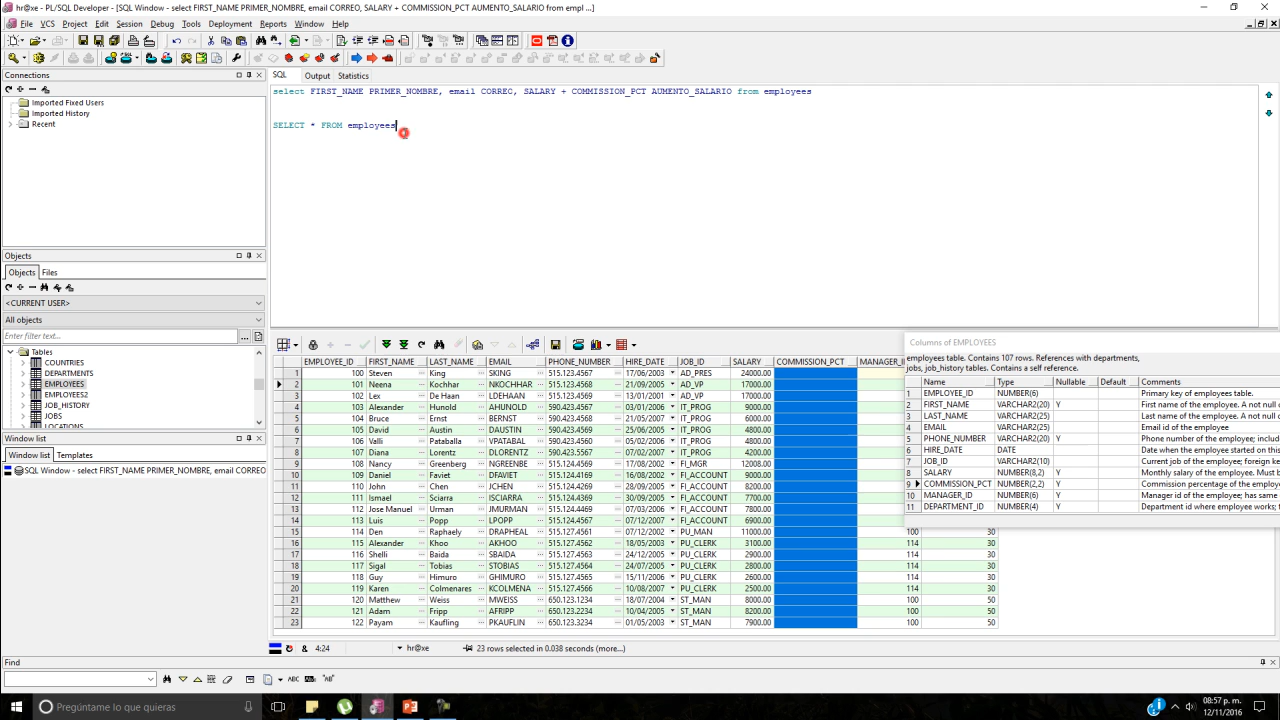 hr@xe - PL/SQL Developer - [SQL Window - select FIRST_NAME PRIMER_NOMBRE, email CORREO, SALARY + COMMISSION_PCT AUMENTO_SALARIO from empl ...]
File VCS Project Edit Session Debug Tools Deployment Reports Window Help
Connections
Imported Fixed Users
Imported History
Recent
SQL Output Statistics
select FIRST_NAME PRIMER_NOMBRE, email CORREO, SALARY + COMMISSION_PCT AUMENTO_SALARIO from employees
SELECT * FROM employees
Objects
Objects Files
<CURRENT USER>
All objects
Enter filter text...
Tables
COUNTRIES
DEPARTMENTS
EMPLOYEES
EMPLOYEES2
JOB_HISTORY
JOBS
LOCATIONS
Window list
Window list Templates
SQL Window - select FIRST_NAME PRIMER_NOMBRE, email CORREO
EMPLOYEE_ID FIRST_NAME LAST_NAME EMAIL PHONE_NUMBER HIRE_DATE JOB_ID SALARY COMMISSION_PCT MANAGER_I
1 100 Steven King SKING 515.123.4567 17/06/2003 AD_PRES 24000.00
2 101 Neena Kochhar NKOCHHAR 515.123.4568 21/09/2005 AD_VP 17000.00
3 102 Lex De Haan LDEHAAN 515.123.4569 13/01/2001 AD_VP 17000.00
4 103 Alexander Hunold AHUNOLD 590.423.4567 03/01/2006 IT_PROG 9000.00
5 104 Bruce Ernst BERNST 590.423.4568 21/05/2007 IT_PROG 6000.00
6 105 David Austin DAUSTIN 590.423.4569 25/06/2005 IT_PROG 4800.00
7 106 Valli Pataballa VPATABAL 590.423.4560 05/02/2006 IT_PROG 4800.00
8 107 Diana Lorentz DLORENTZ 590.423.5567 07/02/2007 IT_PROG 4200.00
9 108 Nancy Greenberg NGREENBE 515.124.4569 17/08/2002 FI_MGR 12008.00
10 109 Daniel Faviet DFAVIET 515.124.4169 16/08/2002 FI_ACCOUNT 9000.00
11 110 John Chen JCHEN 515.124.4269 28/09/2005 FI_ACCOUNT 8200.00
12 111 Ismael Sciarra ISCIARRA 515.124.4369 30/09/2005 FI_ACCOUNT 7700.00
13 112 Jose Manuel Urman JMURMAN 515.124.4469 07/03/2006 FI_ACCOUNT 7800.00
14 113 Luis Popp LPOPP 515.124.4567 07/12/2007 FI_ACCOUNT 6900.00
15 114 Den Raphaely DRAPHEAL 515.127.4561 07/12/2002 PU_MAN 11000.00 100 30
16 115 Alexander Khoo AKHOO 515.127.4562 18/05/2003 PU_CLERK 3100.00 114 30
17 116 Shelli Baida SBAIDA 515.127.4563 24/12/2005 PU_CLERK 2900.00 114 30
18 117 Sigal Tobias STOBIAS 515.127.4564 24/07/2005 PU_CLERK 2800.00 114 30
19 118 Guy Himuro GHIMURO 515.127.4565 15/11/2006 PU_CLERK 2600.00 114 30
20 119 Karen Colmenares KCOLMENA 515.127.4566 10/08/2007 PU_CLERK 2500.00 114 30
21 120 Matthew Weiss MWEISS 650.123.1234 18/07/2004 ST_MAN 8000.00 100 50
22 121 Adam Fripp AFRIPP 650.123.2234 10/04/2005 ST_MAN 8200.00 100 50
23 122 Payam Kaufling PKAUFLIN 650.123.3234 01/05/2003 ST_MAN 7900.00 100 50
Columns of EMPLOYEES
employees table. Contains 107 rows. References with departments,
jobs, job_history tables. Contains a self reference.
Name Type Nullable Default Comments
1 EMPLOYEE_ID NUMBER(6) Primary key of employees table.
2 FIRST_NAME VARCHAR2(20) Y First name of the employee. A not null c
3 LAST_NAME VARCHAR2(25) Last name of the employee. A not null
4 EMAIL VARCHAR2(25) Email id of the employee
5 PHONE_NUMBER VARCHAR2(20) Y Phone number of the employee; includ
6 HIRE_DATE DATE Date when the employee started on this
7 JOB_ID VARCHAR2(10) Current job of the employee; foreign ke
8 SALARY NUMBER(8,2) Y Monthly salary of the employee. Must b
9 COMMISSION_PCT NUMBER(2,2) Y Commission percentage of the employe
10 MANAGER_ID NUMBER(6) Y Manager id of the employee; has same
11 DEPARTMENT_ID NUMBER(4) Y Department id where employee works; f
& 4:24 hr@xe 23 rows selected in 0.038 seconds (more...)
Find
ABC "AB"
Pregúntame lo que quieras
08:57 p. m.
12/11/2016